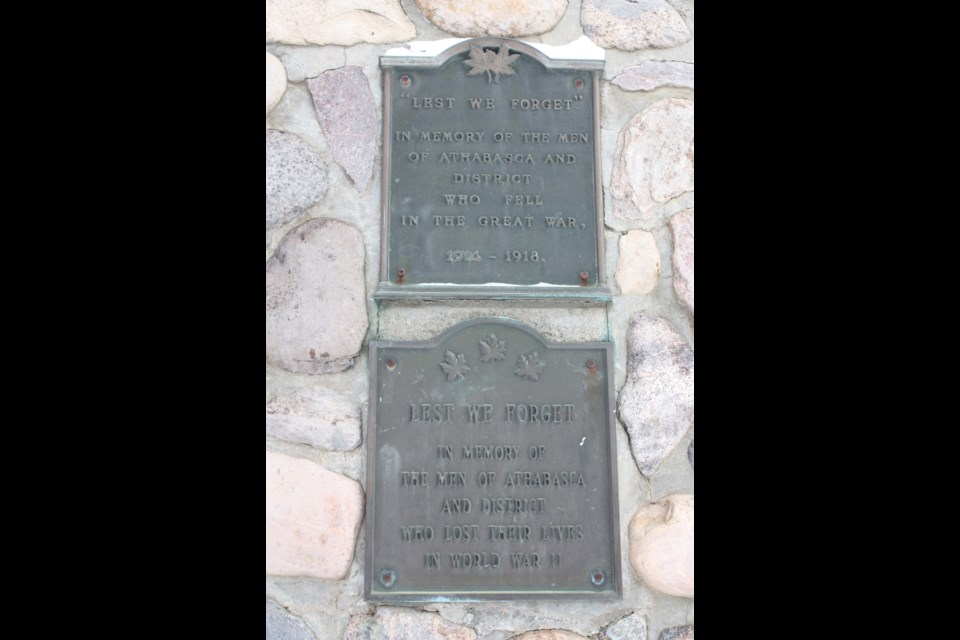 "LEST WE FORGET"
IN MEMORY OF THE MEN
OF ATHABASCA AND
DISTRICT
WHO FELL
IN THE GREAT WAR,
1914 - 1918.
LEST WE FORGET
IN MEMORY OF
THE MEN OF ATHABASCA
AND DISTRICT
WHO LOST THEIR LIVES
IN WORLD WAR II